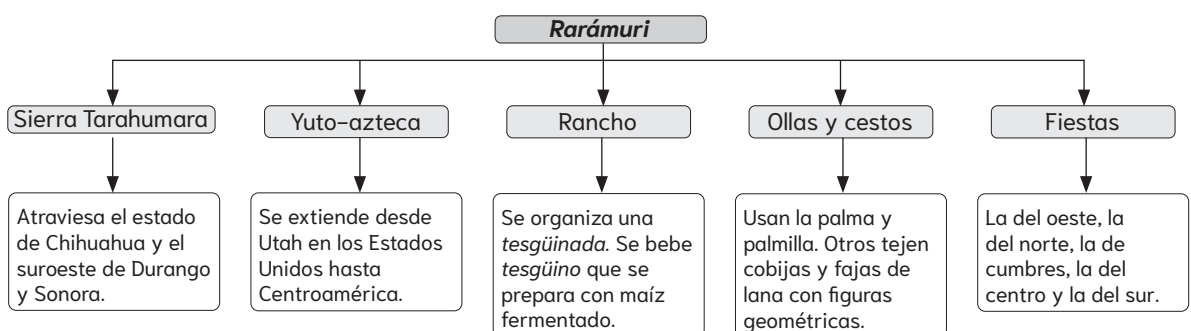 Rarámuri
Sierra Tarahumara
Yuto-azteca
Rancho
Ollas y cestos
Fiestas
Atraviesa el estado
de Chihuahua y el
suroeste de Durango
y Sonora.
Se extiende desde
Utah en los Estados
Unidos hasta
Centroamérica.
Se organiza una
tesgüinada. Se bebe
tesgüino que se
prepara con maíz
fermentado.
Usan la palma y
palmilla. Otros tejen
cobijas y fajas de
lana con figuras
geométricas.
La del oeste, la
del norte, la de
cumbres, la del
centro y la del sur.